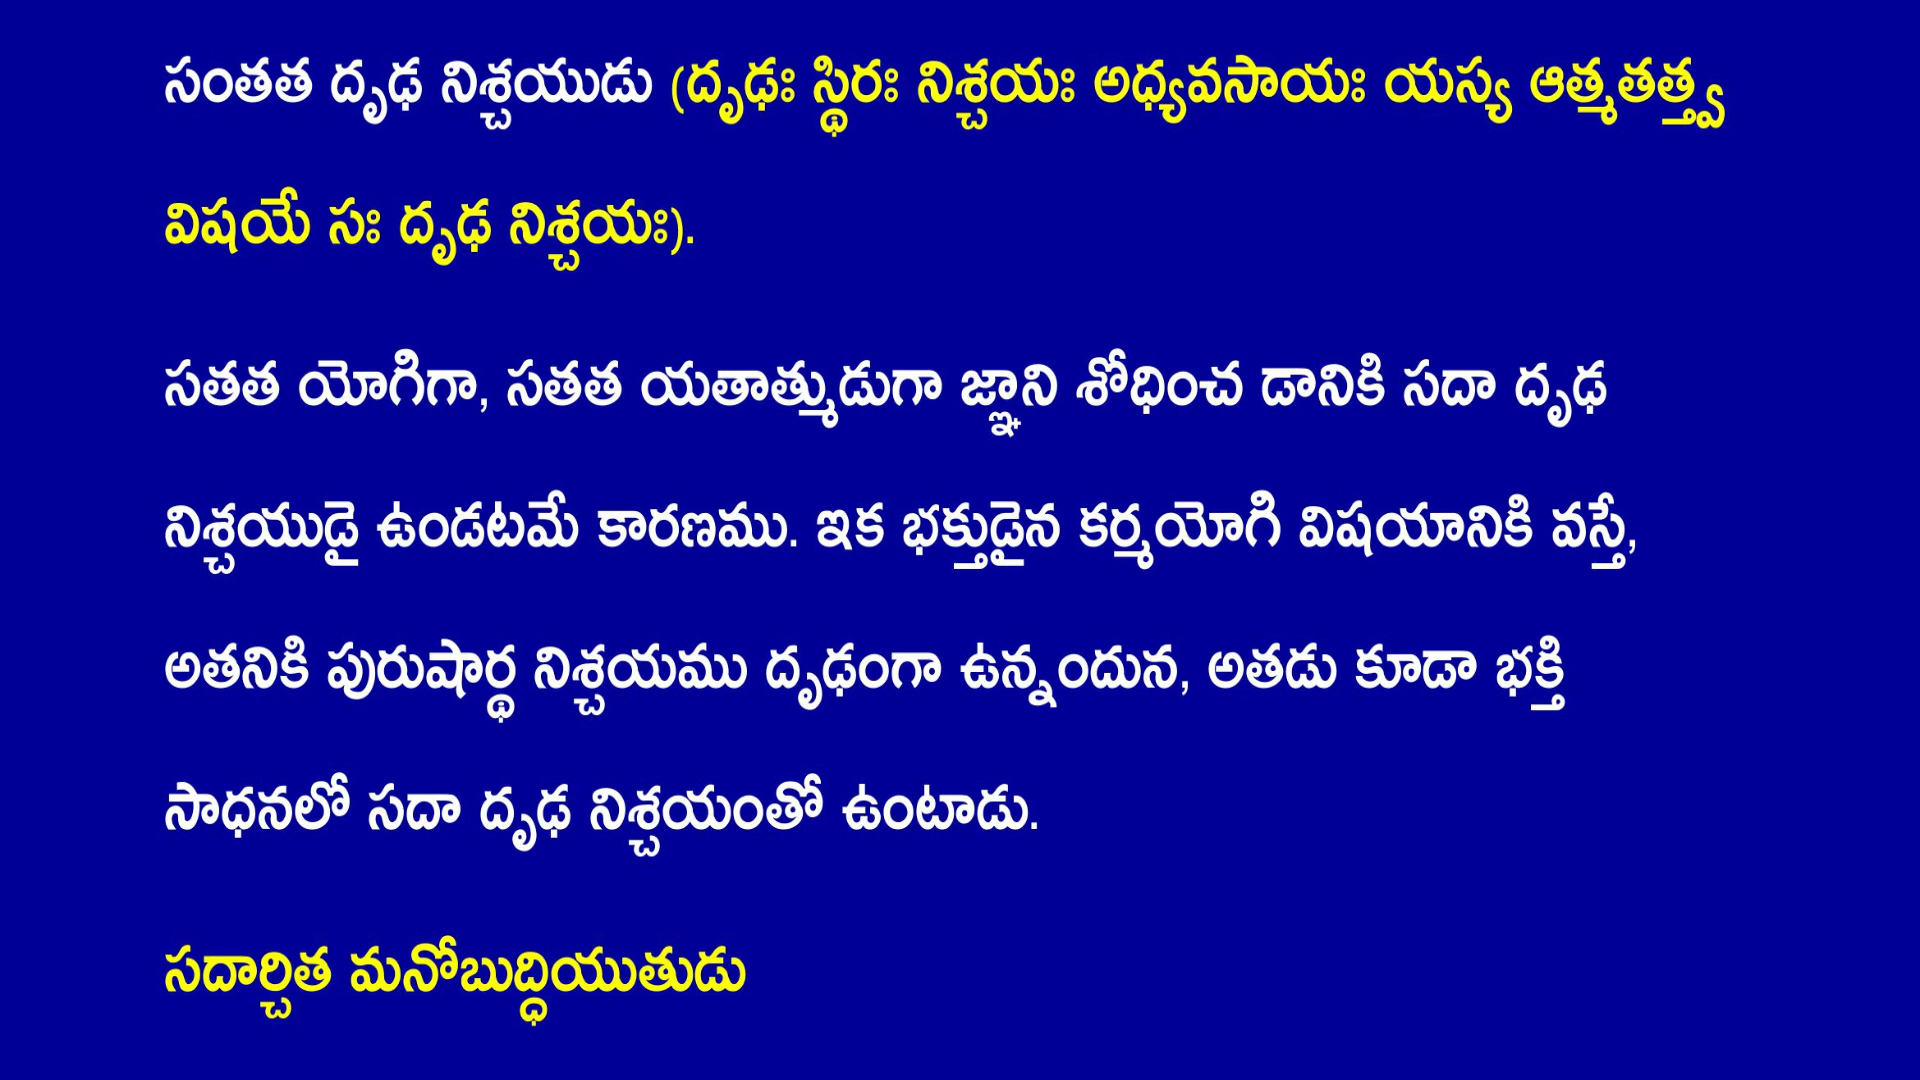 సంతత దృఢ నిశ్చయుడు (దృఢః స్థిరః నిశ్చయః అధ్యవసాయః యస్య ఆత్మతత్త్వ
విషయే సః దృఢ నిశ్చయః).
సతత యోగిగా, సతత యతాత్ముడుగా జ్ఞాని శోధించ డానికి సదా దృఢ
నిశ్చయుడై ఉండటమే కారణము. ఇక భక్తుడైన కర్మయోగి విషయానికి వస్తే,
అతనికి పురుషార్థ నిశ్చయము దృఢంగా ఉన్నందున, అతడు కూడా భక్తి
సాధనలో సదా దృఢ నిశ్చయంతో ఉంటాడు.
సదార్చిత మనోబుద్ధియుతుడు